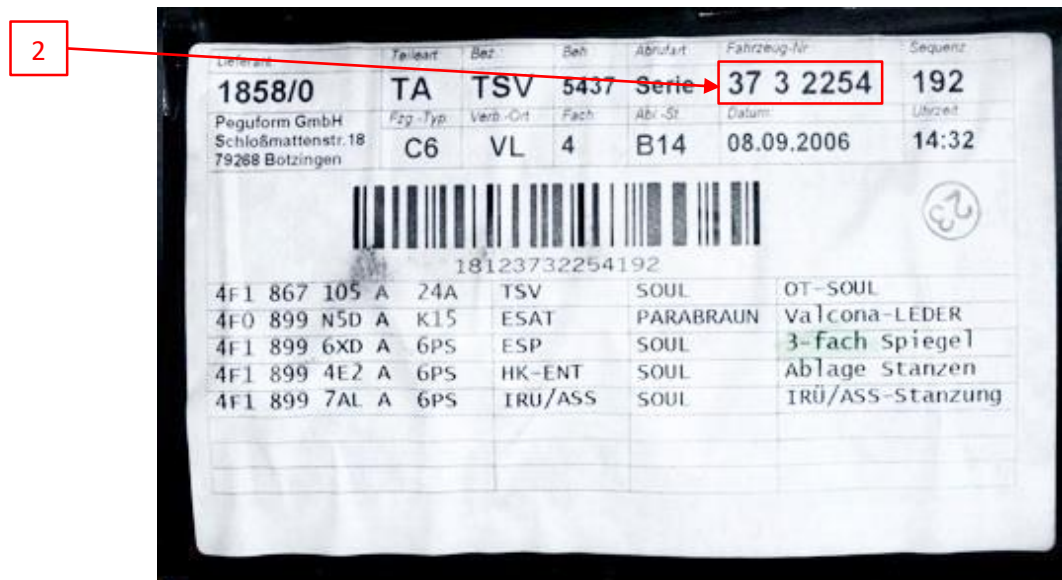 2
Lieferant Teileart Bez.: Beh. Abrufart Fahrzeug-Nr Sequenz
1858/0 TA TSV 5437 Serie 37 3 2254 192
Peguform GmbH Fzg.-Typ Verb.-Ort Fach Abl.-St. Datum: Uhrzeit
Schloßmattenstr.18 C6 VL 4 B14 08.09.2006 14:32
79268 Botzingen
23
18123732254192
4F1 867 105 A 24A TSV SOUL OT-SOUL
4F0 899 N5D A K15 ESAT PARABRAUN Valcona-LEDER
4F1 899 6XD A 6PS ESP SOUL 3-fach Spiegel
4F1 899 4E2 A 6PS HK-ENT SOUL Ablage Stanzen
4F1 899 7AL A 6PS IRÜ/ASS SOUL IRÜ/ASS-Stanzung